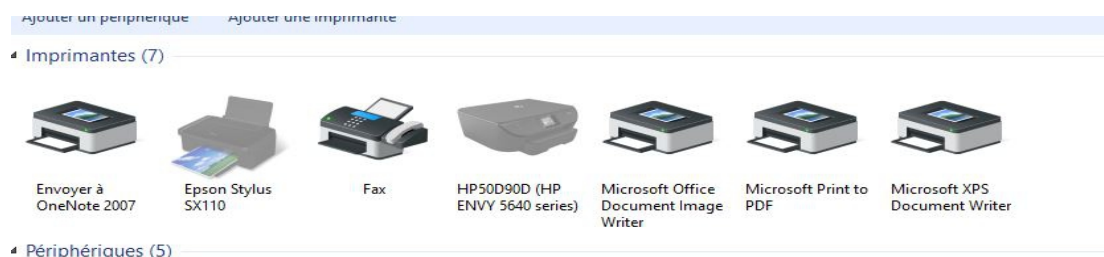 Ajouter un périphérique Ajouter une imprimante
Imprimantes (7)
Envoyer à
OneNote 2007
Epson Stylus
SX110
Fax
HP50D90D (HP
ENVY 5640 series)
Microsoft Office
Document Image
Writer
Microsoft Print to
PDF
Microsoft XPS
Document Writer
Périphériques (5)